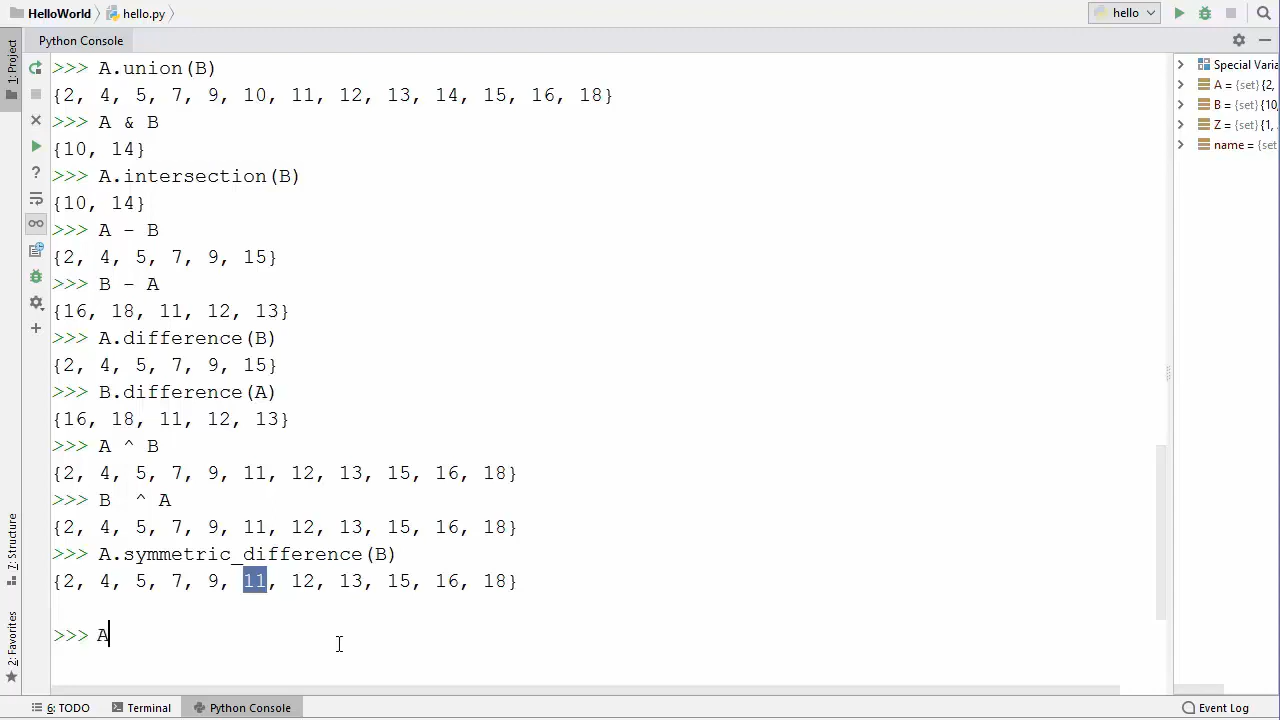 HelloWorld
hello.py
hello
Python Console
1: Project
>>> A.union(B)
{2, 4, 5, 7, 9, 10, 11, 12, 13, 14, 15, 16, 18}
>>> A & B
{10, 14}
>>> A.intersection(B)
{10, 14}
>>> A - B
{2, 4, 5, 7, 9, 15}
>>> B - A
{16, 18, 11, 12, 13}
>>> A.difference(B)
{2, 4, 5, 7, 9, 15}
>>> B.difference(A)
{16, 18, 11, 12, 13}
>>> A ^ B
{2, 4, 5, 7, 9, 11, 12, 13, 15, 16, 18}
>>> B  ^ A
{2, 4, 5, 7, 9, 11, 12, 13, 15, 16, 18}
>>> A.symmetric_difference(B)
{2, 4, 5, 7, 9, 11, 12, 13, 15, 16, 18}
>>> A
Special Varia
A = {set} {2,
B = {set} {10
Z = {set} {1,
name = {set
Z: Structure
2: Favorites
6: TODO
Terminal
Python Console
Event Log